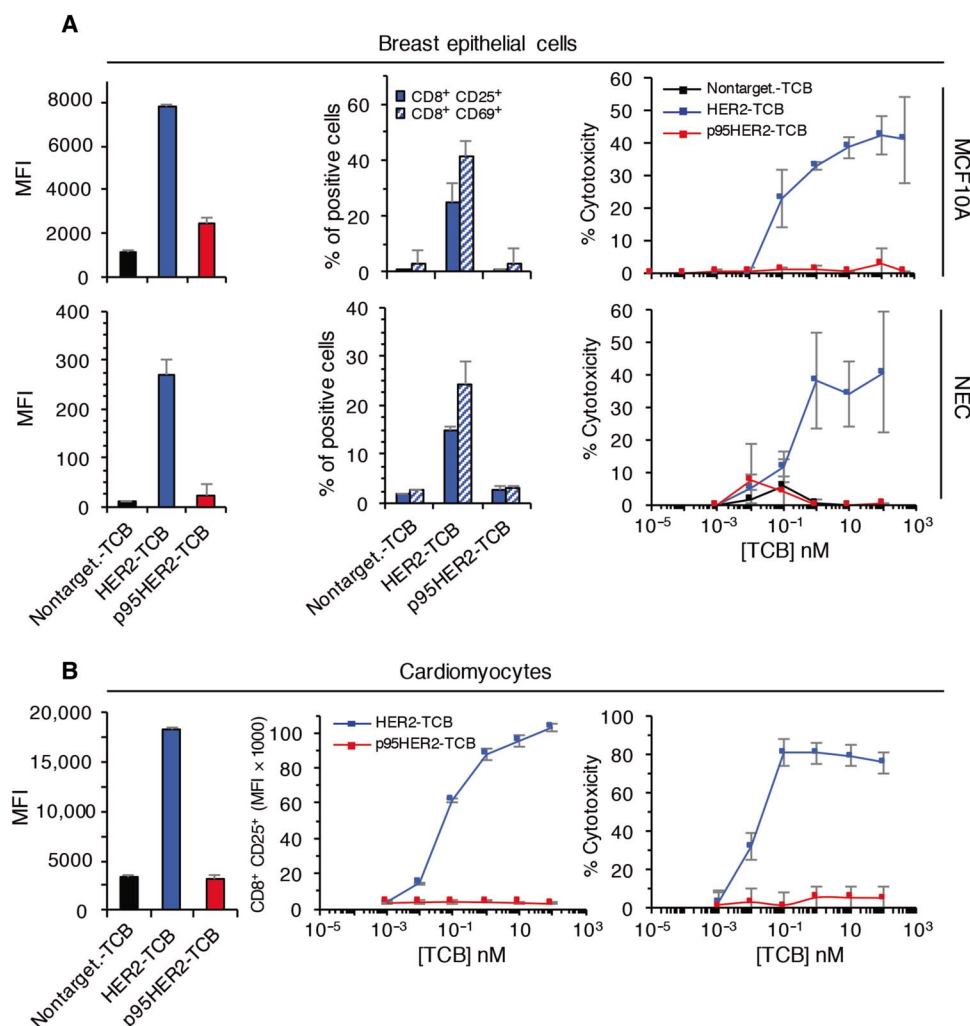 A
Breast epithelial cells
MFI
8000
6000
4000
2000
0
% of positive cells
60
40
20
0
CD8⁺ CD25⁺
CD8⁺ CD69⁺
% Cytotoxicity
60
50
40
30
20
10
0
Nontarget.-TCB
HER2-TCB
p95HER2-TCB
MCF10A
MFI
400
300
200
100
0
Nontarget.-TCB
HER2-TCB
p95HER2-TCB
% of positive cells
40
30
20
10
0
Nontarget.-TCB
HER2-TCB
p95HER2-TCB
% Cytotoxicity
60
50
40
30
20
10
0
10⁻⁵ 10⁻³ 10⁻¹ 10 10³
[TCB] nM
NEC
B
Cardiomyocytes
MFI
20,000
15,000
10,000
5000
0
Nontarget.-TCB
HER2-TCB
p95HER2-TCB
CD8⁺ CD25⁺ (MFI × 1000)
100
80
60
40
20
0
HER2-TCB
p95HER2-TCB
10⁻⁵ 10⁻³ 10⁻¹ 10 10³
[TCB] nM
% Cytotoxicity
100
80
60
40
20
0
10⁻⁵ 10⁻³ 10⁻¹ 10 10³
[TCB] nM